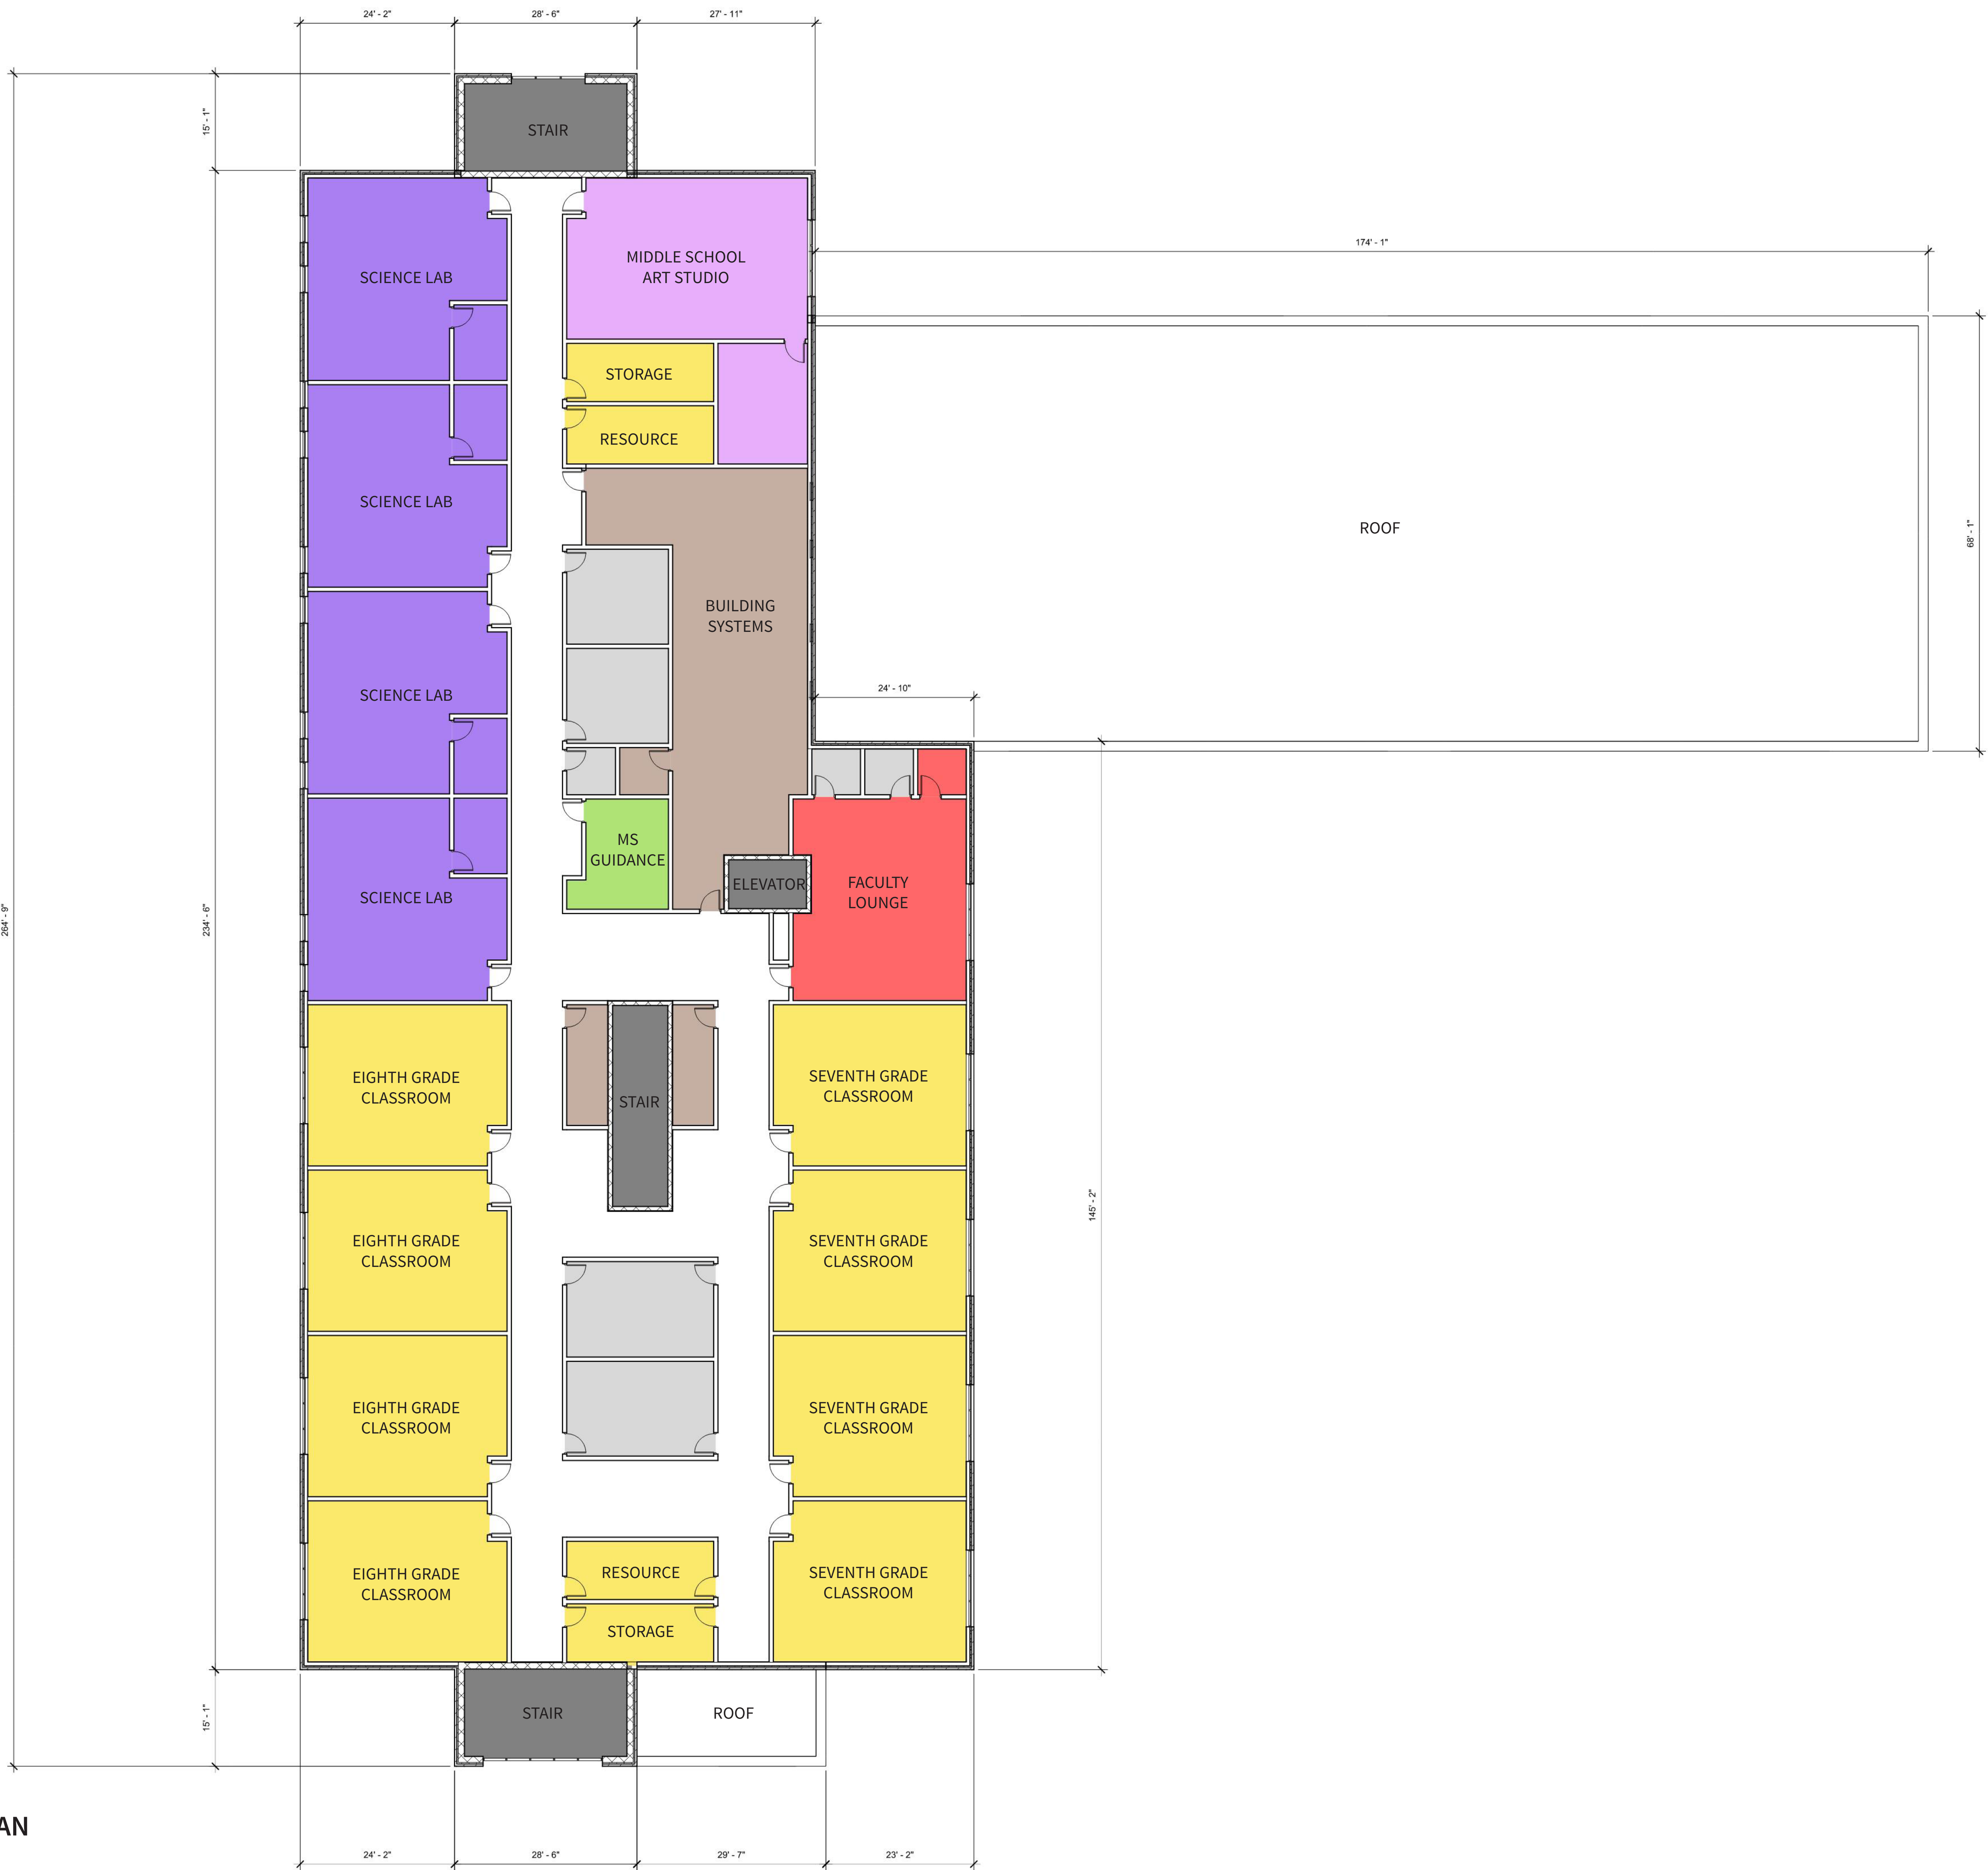 24' - 2"
28' - 6"
27' - 11"
15' - 1"
STAIR
174' - 1"
MIDDLE SCHOOL
ART STUDIO
SCIENCE LAB
STORAGE
RESOURCE
SCIENCE LAB
ROOF
68' - 1"
BUILDING
SYSTEMS
24' - 10"
SCIENCE LAB
MS
GUIDANCE
ELEVATOR
FACULTY
LOUNGE
SCIENCE LAB
264' - 9"
234' - 6"
EIGHTH GRADE
CLASSROOM
STAIR
SEVENTH GRADE
CLASSROOM
145' - 2"
EIGHTH GRADE
CLASSROOM
SEVENTH GRADE
CLASSROOM
EIGHTH GRADE
CLASSROOM
SEVENTH GRADE
CLASSROOM
EIGHTH GRADE
CLASSROOM
RESOURCE
SEVENTH GRADE
CLASSROOM
STORAGE
15' - 1"
STAIR
ROOF
AN
24' - 2"
28' - 6"
29' - 7"
23' - 2"